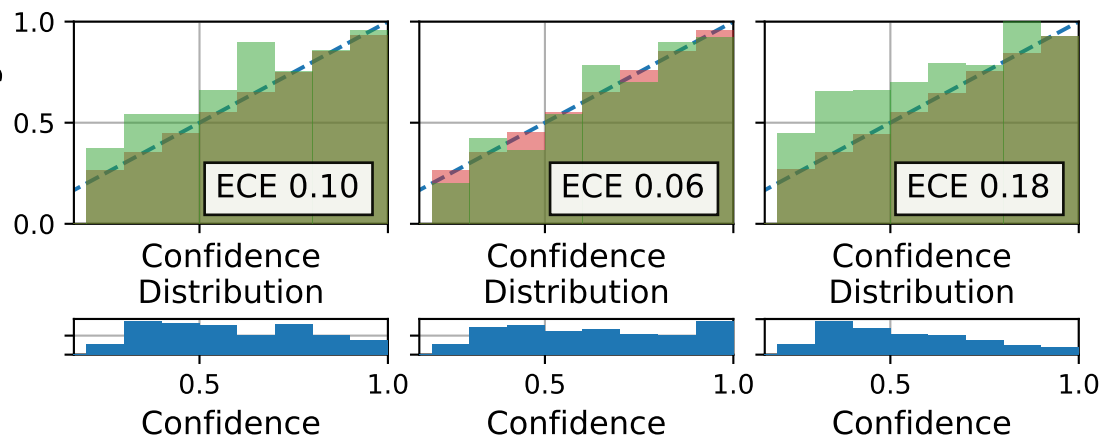 1.0
0.5
0.0
ECE 0.10 ECE 0.06 ECE 0.18
Confidence Confidence Confidence
Distribution Distribution Distribution
0.5 1.0 0.5 1.0 0.5 1.0
Confidence Confidence Confidence